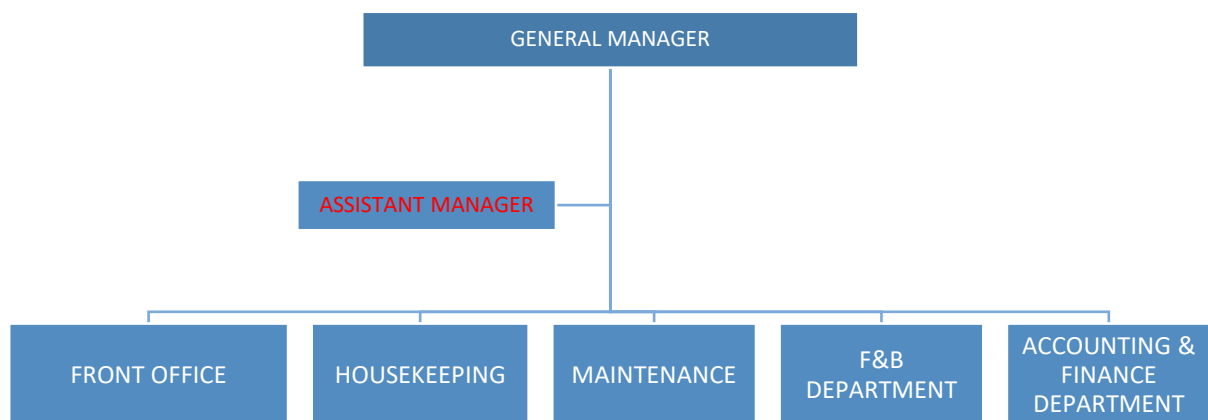 GENERAL MANAGER
ASSISTANT MANAGER
FRONT OFFICE
HOUSEKEEPING
MAINTENANCE
F&B
DEPARTMENT
ACCOUNTING &
FINANCE
DEPARTMENT